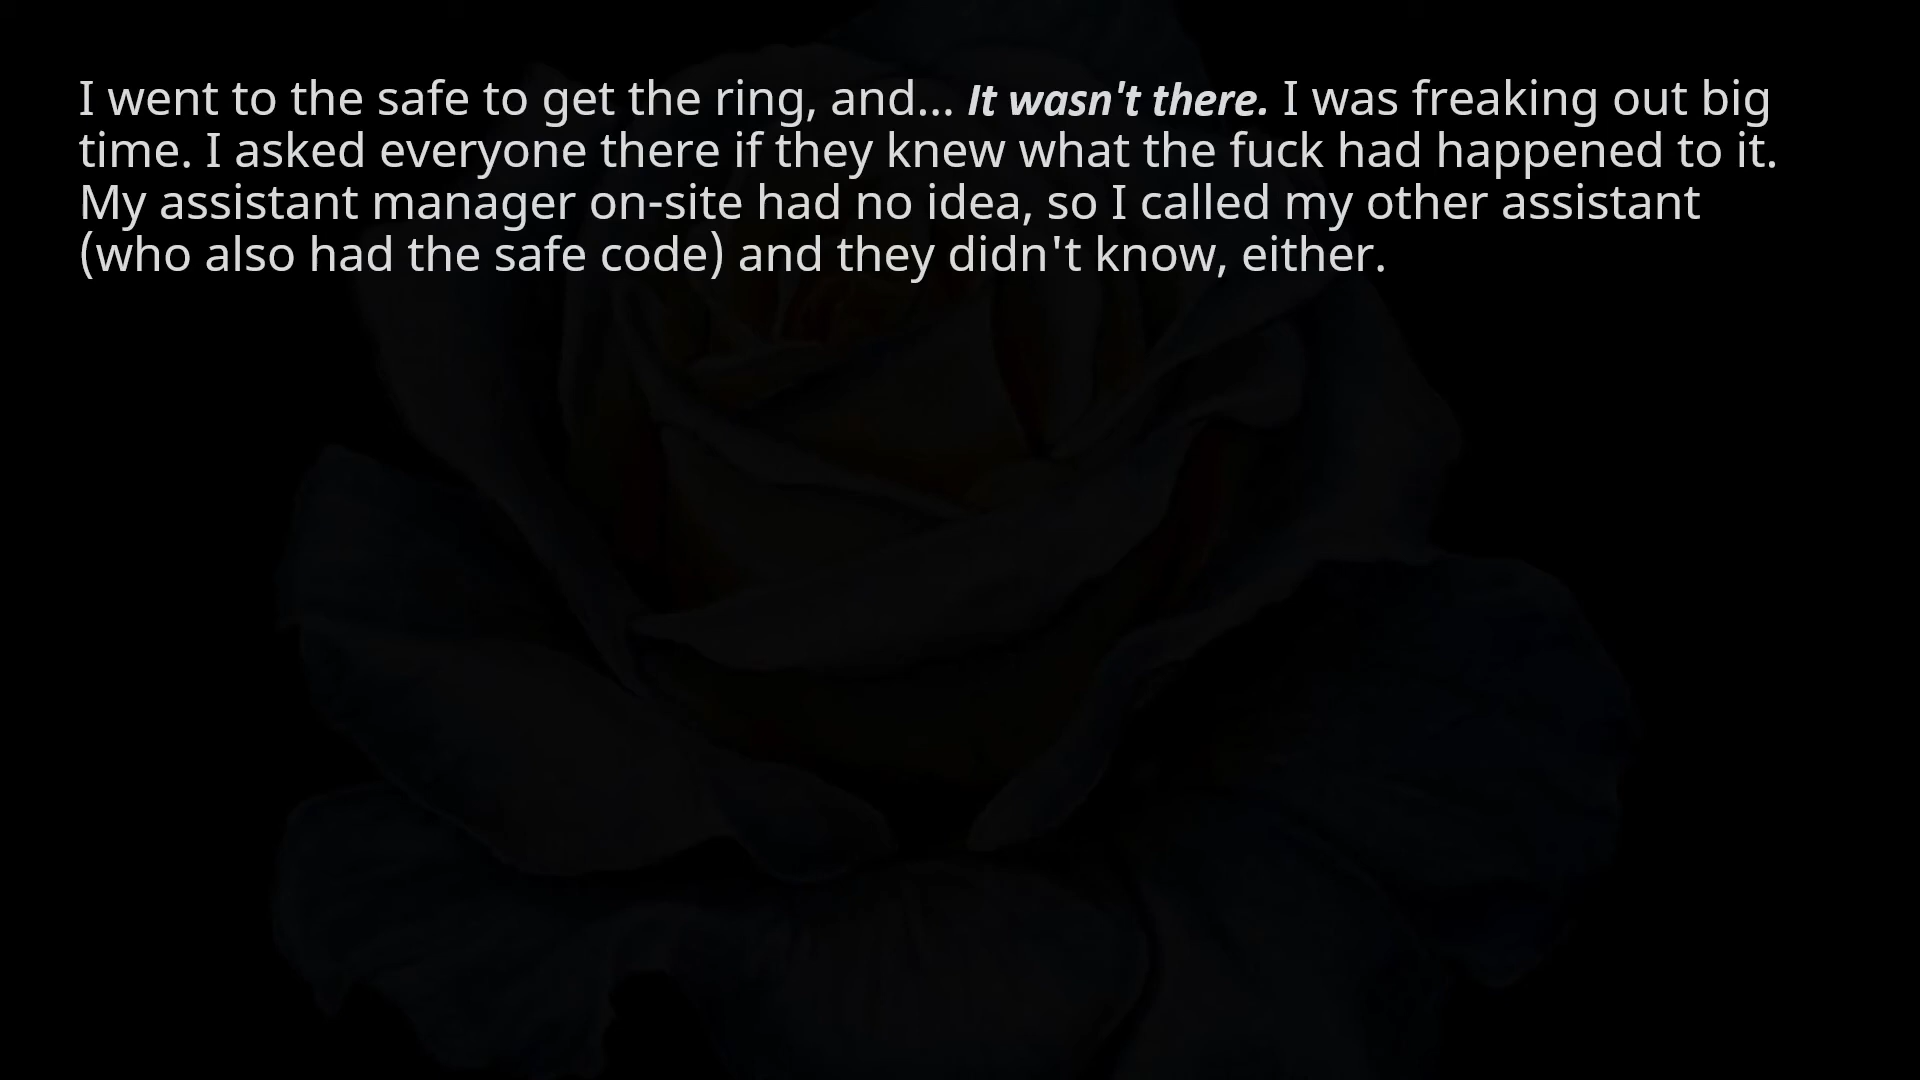 I went to the safe to get the ring, and... It wasn't there. I was freaking out big
time. I asked everyone there if they knew what the fuck had happened to it.
My assistant manager on-site had no idea, so I called my other assistant
(who also had the safe code) and they didn't know, either.